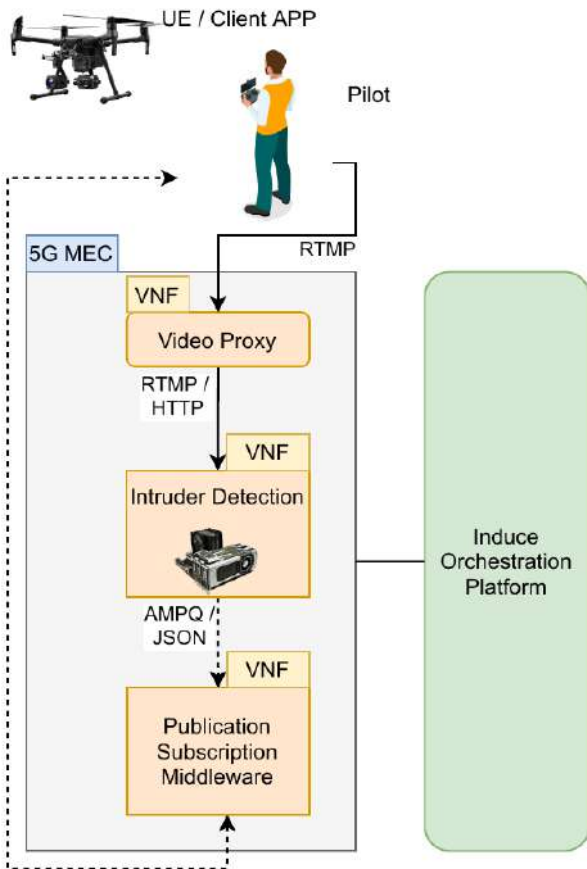 UE / Client APP
Pilot
RTMP
5G MEC
VNF
Video Proxy
RTMP /
HTTP
VNF
Intruder Detection
AMPQ /
JSON
VNF
Publication
Subscription
Middleware
Induce
Orchestration
Platform